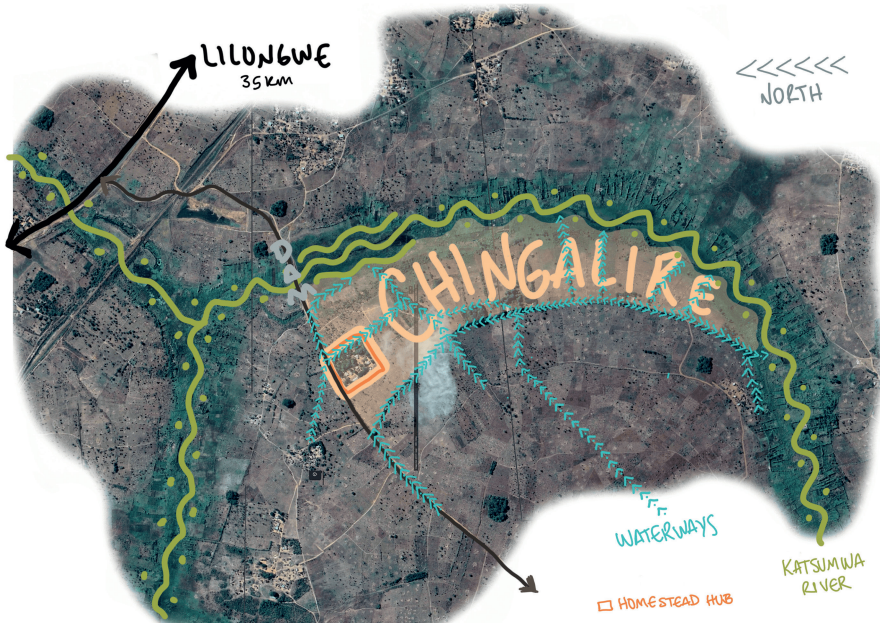 LILONGWE
35KM
NORTH
DAM
CHINGALIRE
WATERWAYS
KATSUMWA
RIVER
HOMESTEAD HUB